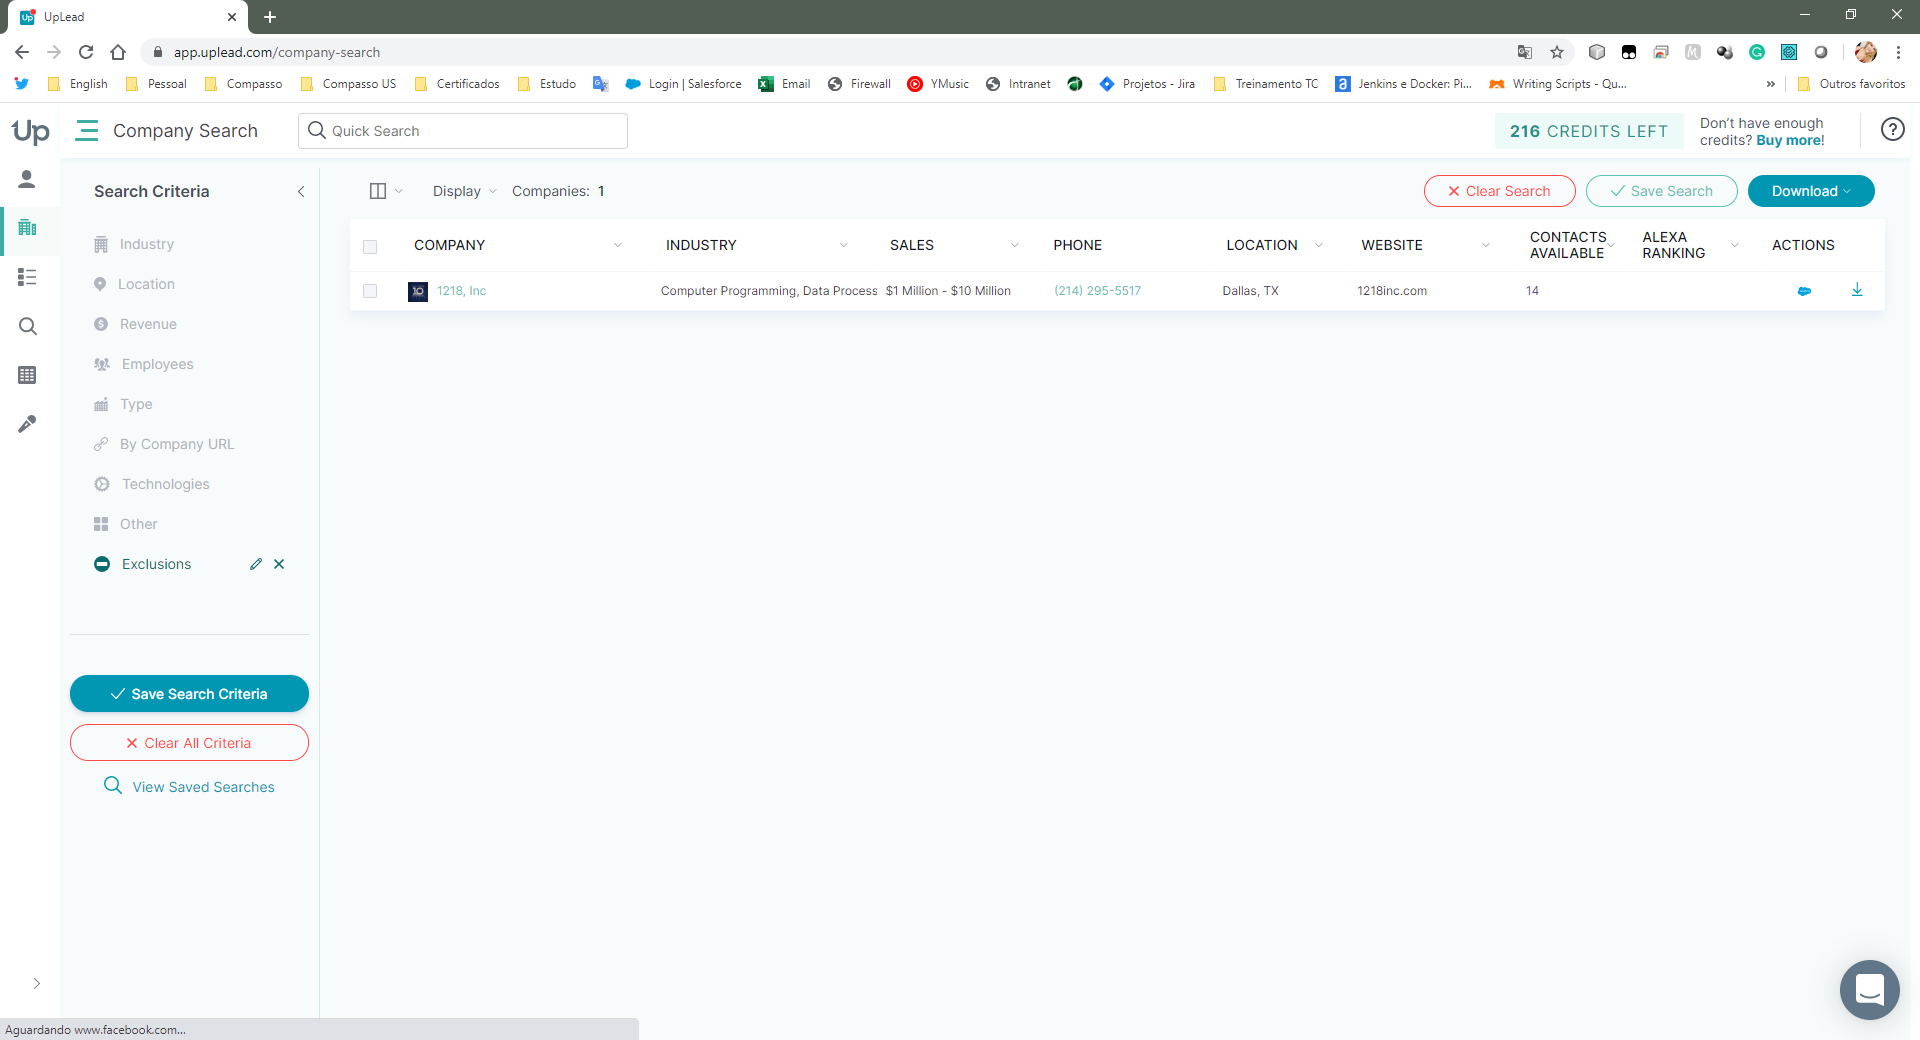 UpLead
app.uplead.com/company-search
English
Pessoal
Compasso
Compasso US
Certificados
Estudo
Login | Salesforce
Email
Firewall
YMusic
Intranet
Projetos - Jira
Treinamento TC
Jenkins e Docker: Pi...
Writing Scripts - Qu...
»
Outros favoritos
Up
Company Search
Quick Search
216 CREDITS LEFT
Don't have enough
credits? Buy more!
Search Criteria
Industry
Location
Revenue
Employees
Type
By Company URL
Technologies
Other
Exclusions
Save Search Criteria
Clear All Criteria
View Saved Searches
Display
Companies: 1
Clear Search
Save Search
Download
COMPANY
INDUSTRY
SALES
PHONE
LOCATION
WEBSITE
CONTACTS
AVAILABLE
ALEXA
RANKING
ACTIONS
1218, Inc
Computer Programming, Data Process
$1 Million - $10 Million
(214) 295-5517
Dallas, TX
1218inc.com
14
Aguardando www.facebook.com...